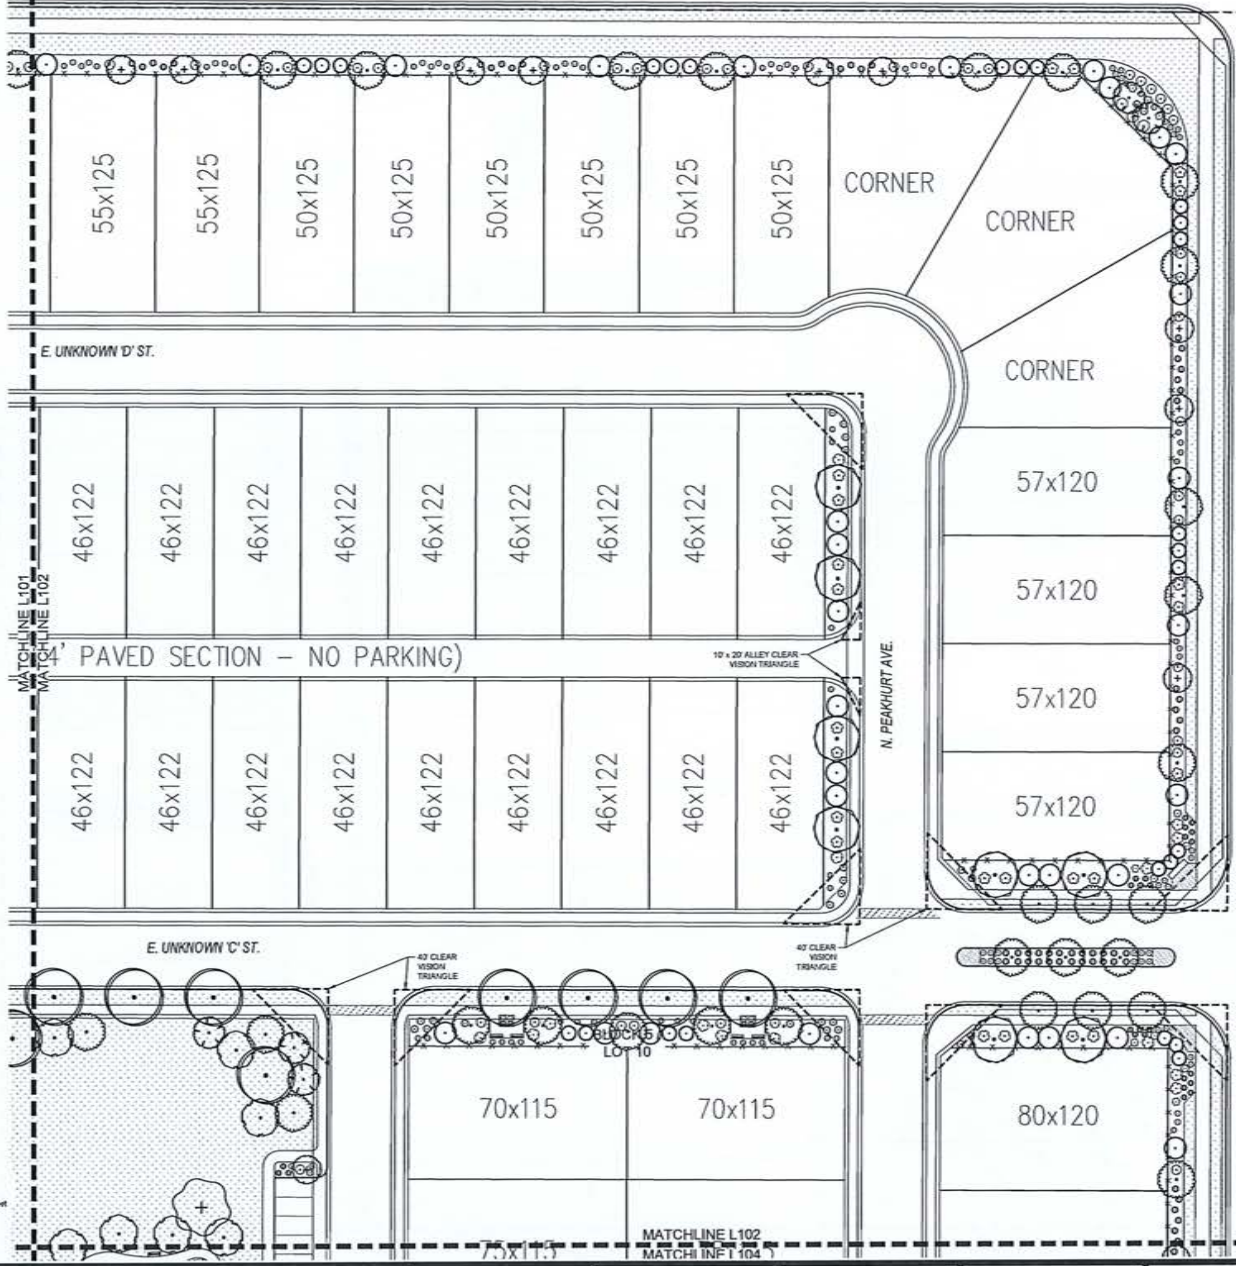 55x125
55x125
50x125
50x125
50x125
50x125
50x125
50x125
CORNER
CORNER
CORNER
E. UNKNOWN 'D' ST.
46x122
46x122
46x122
46x122
46x122
46x122
46x122
46x122
46x122
57x120
57x120
57x120
57x120
MATCHLINE L101
MATCHLINE L102
4' PAVED SECTION – NO PARKING)
10' x 20' ALLEY CLEAR
VISION TRIANGLE
N. PEAKHURT AVE.
46x122
46x122
46x122
46x122
46x122
46x122
46x122
46x122
46x122
E. UNKNOWN 'C' ST.
40' CLEAR
VISION
TRIANGLE
40' CLEAR
VISION
TRIANGLE
LOT 10
70x115
70x115
80x120
75x115
MATCHLINE L102
MATCHLINE L104